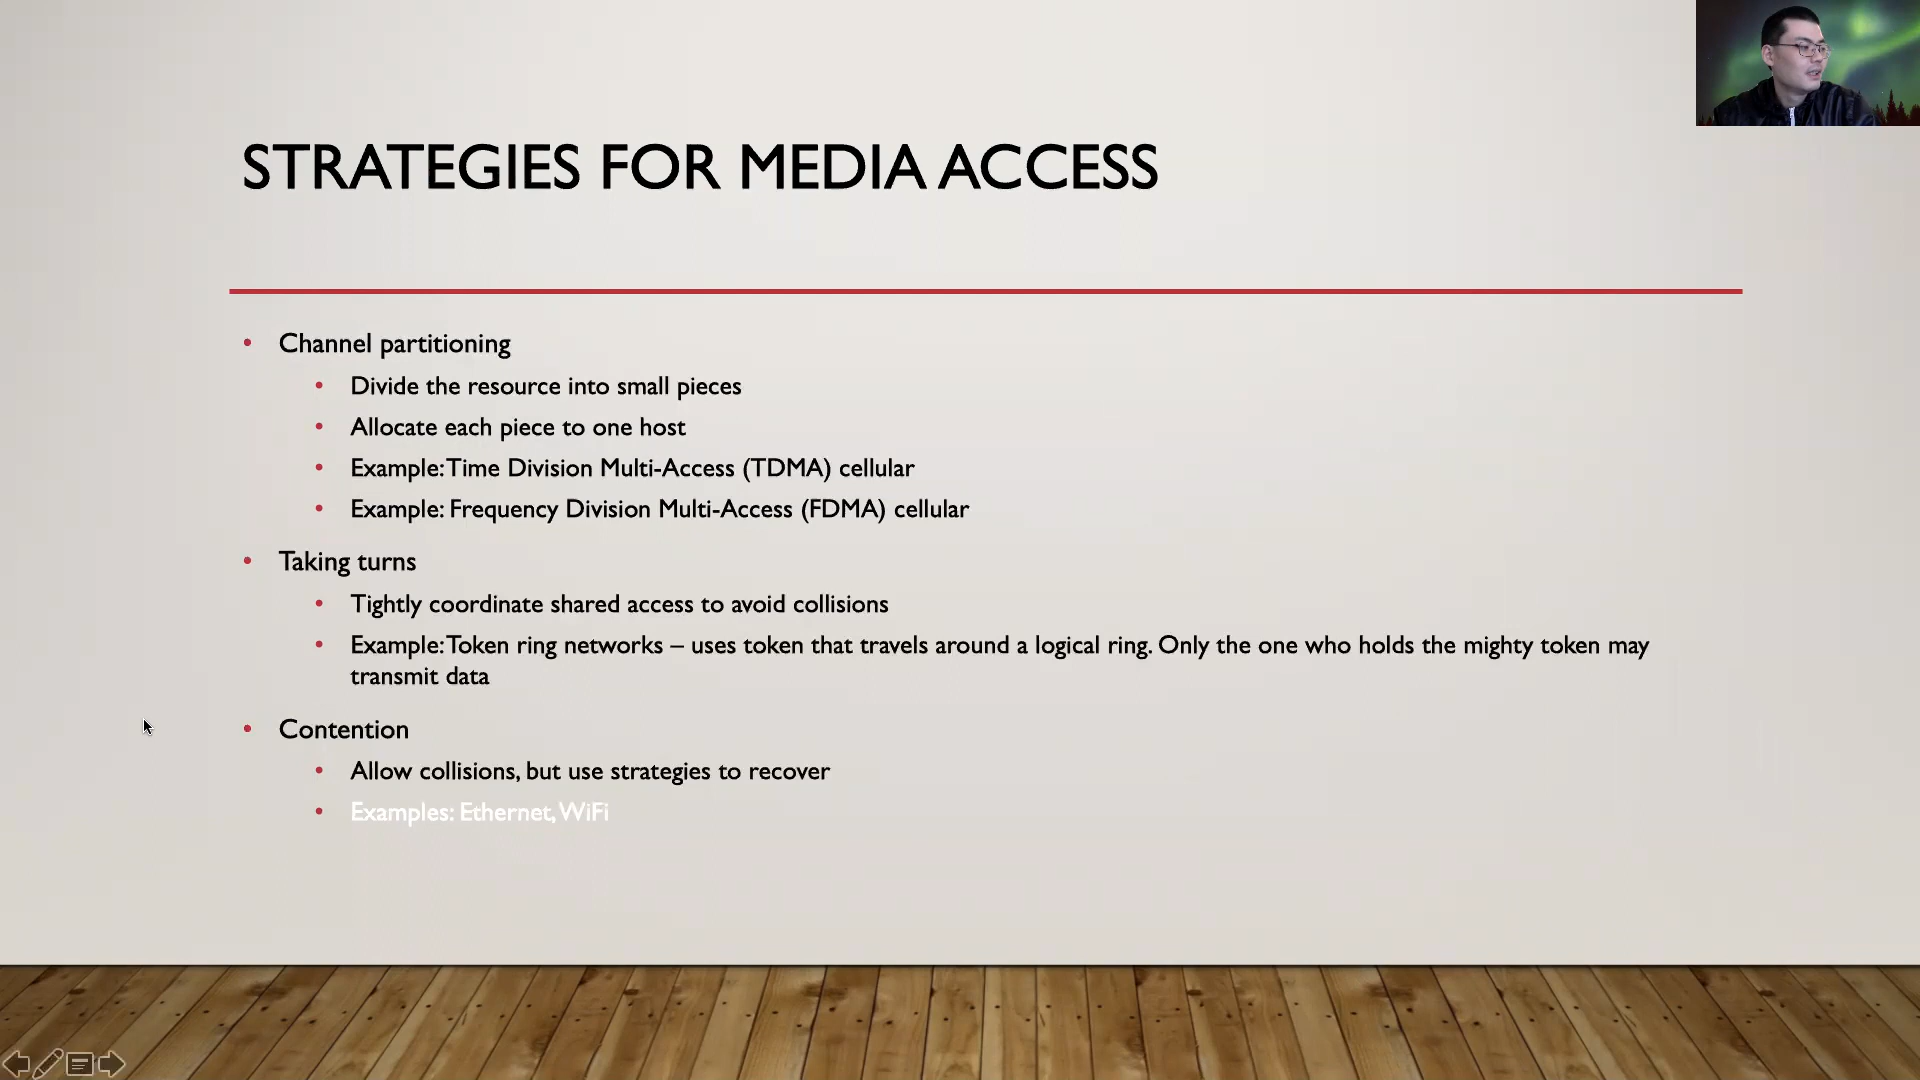 STRATEGIES FOR MEDIA ACCESS
• Channel partitioning
• Divide the resource into small pieces
• Allocate each piece to one host
• Example: Time Division Multi-Access (TDMA) cellular
• Example: Frequency Division Multi-Access (FDMA) cellular
• Taking turns
• Tightly coordinate shared access to avoid collisions
• Example: Token ring networks – uses token that travels around a logical ring. Only the one who holds the mighty token may
transmit data
• Contention
• Allow collisions, but use strategies to recover
• Examples: Ethernet, WiFi